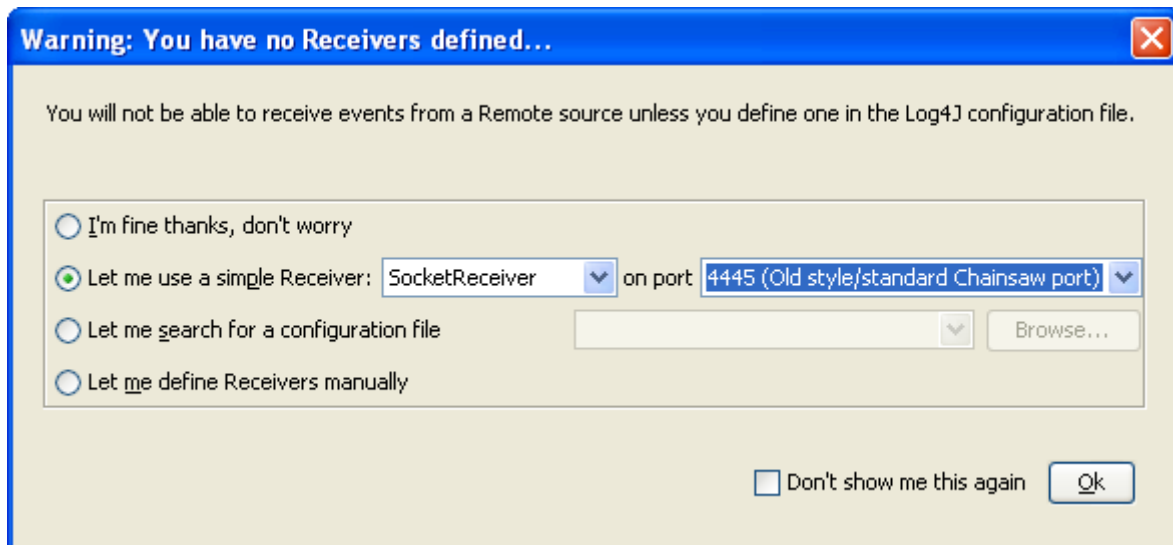 Warning: You have no Receivers defined...
You will not be able to receive events from a Remote source unless you define one in the Log4J configuration file.
I'm fine thanks, don't worry
Let me use a simple Receiver: SocketReceiver on port 4445 (Old style/standard Chainsaw port)
Let me search for a configuration file Browse...
Let me define Receivers manually
Don't show me this again Ok